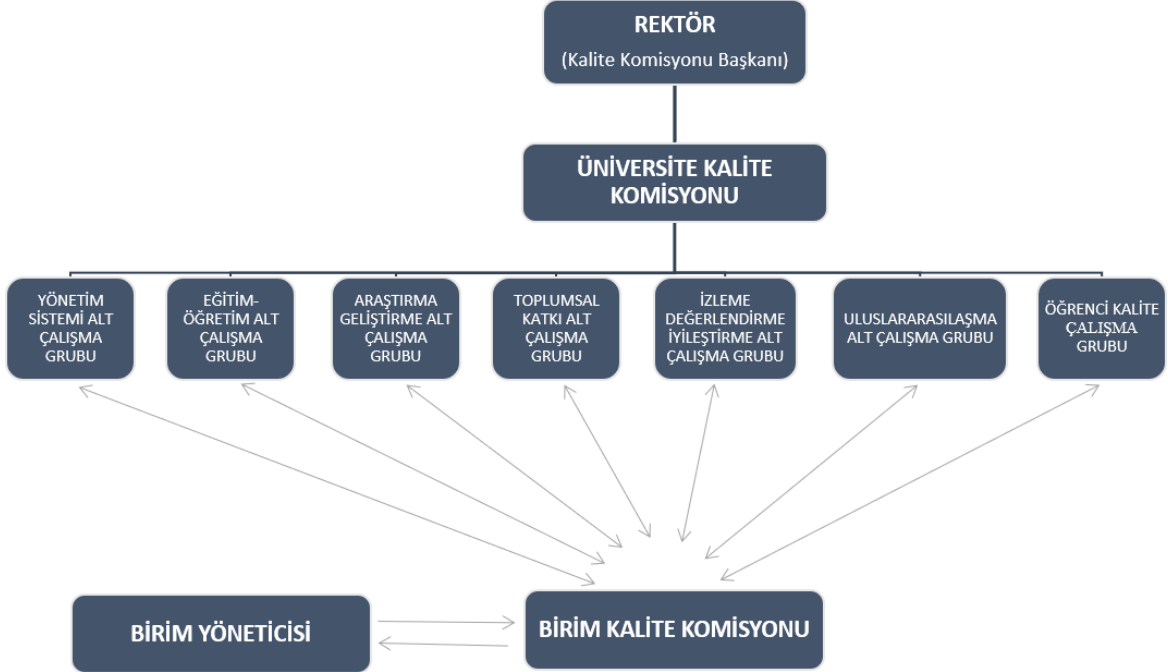 REKTÖR
(Kalite Komisyonu Başkanı)
ÜNİVERSİTE KALİTE
KOMİSYONU
YÖNETİM
SİSTEMİ ALT
ÇALIŞMA
GRUBU
EĞİTİM-
ÖĞRETİM ALT
ÇALIŞMA
GRUBU
ARAŞTIRMA
GELİŞTİRME ALT
ÇALIŞMA
GRUBU
TOPLUMSAL
KATKI ALT
ÇALIŞMA
GRUBU
İZLEME
DEĞERLENDİRME
İYİLEŞTİRME ALT
ÇALIŞMA GRUBU
ULUSLARARASILAŞMA
ALT ÇALIŞMA GRUBU
ÖĞRENCİ KALİTE
ÇALIŞMA
GRUBU
BİRİM YÖNETİCİSİ
BİRİM KALİTE KOMİSYONU